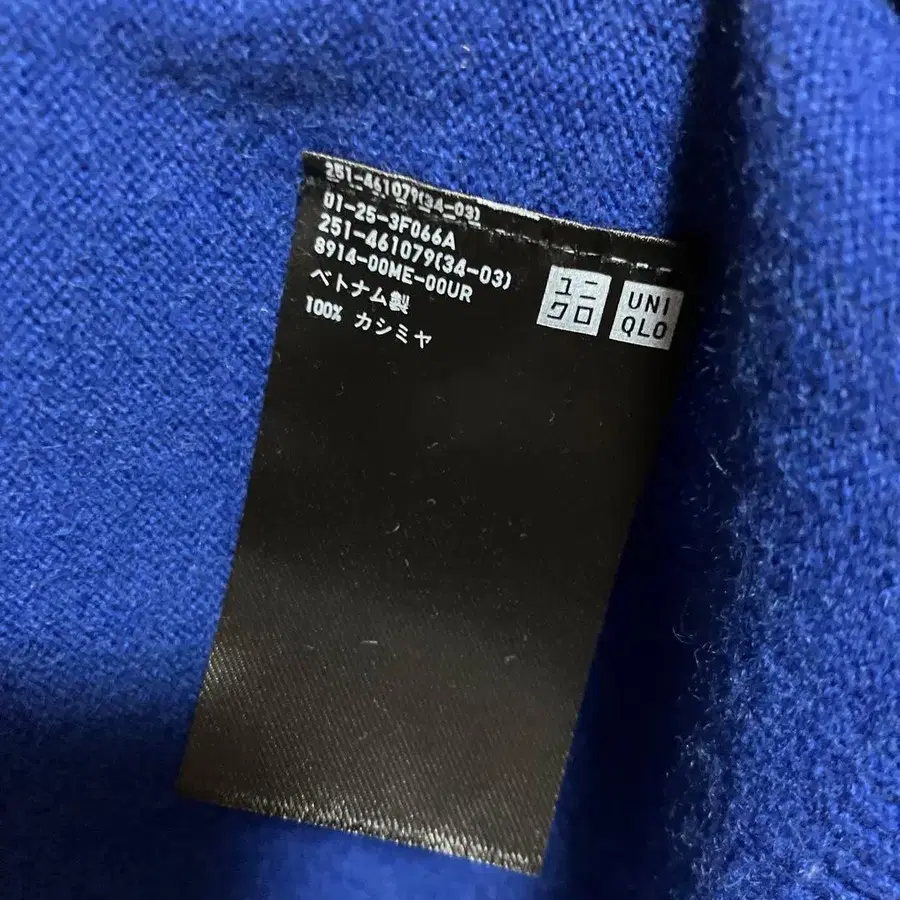 251-461079(34-03)
01-25-3F066A
251-461079(34-03)
8914-00ME-00UR
ベトナム製
100% カシミヤ
ユニ
クロ
UNI
QLO